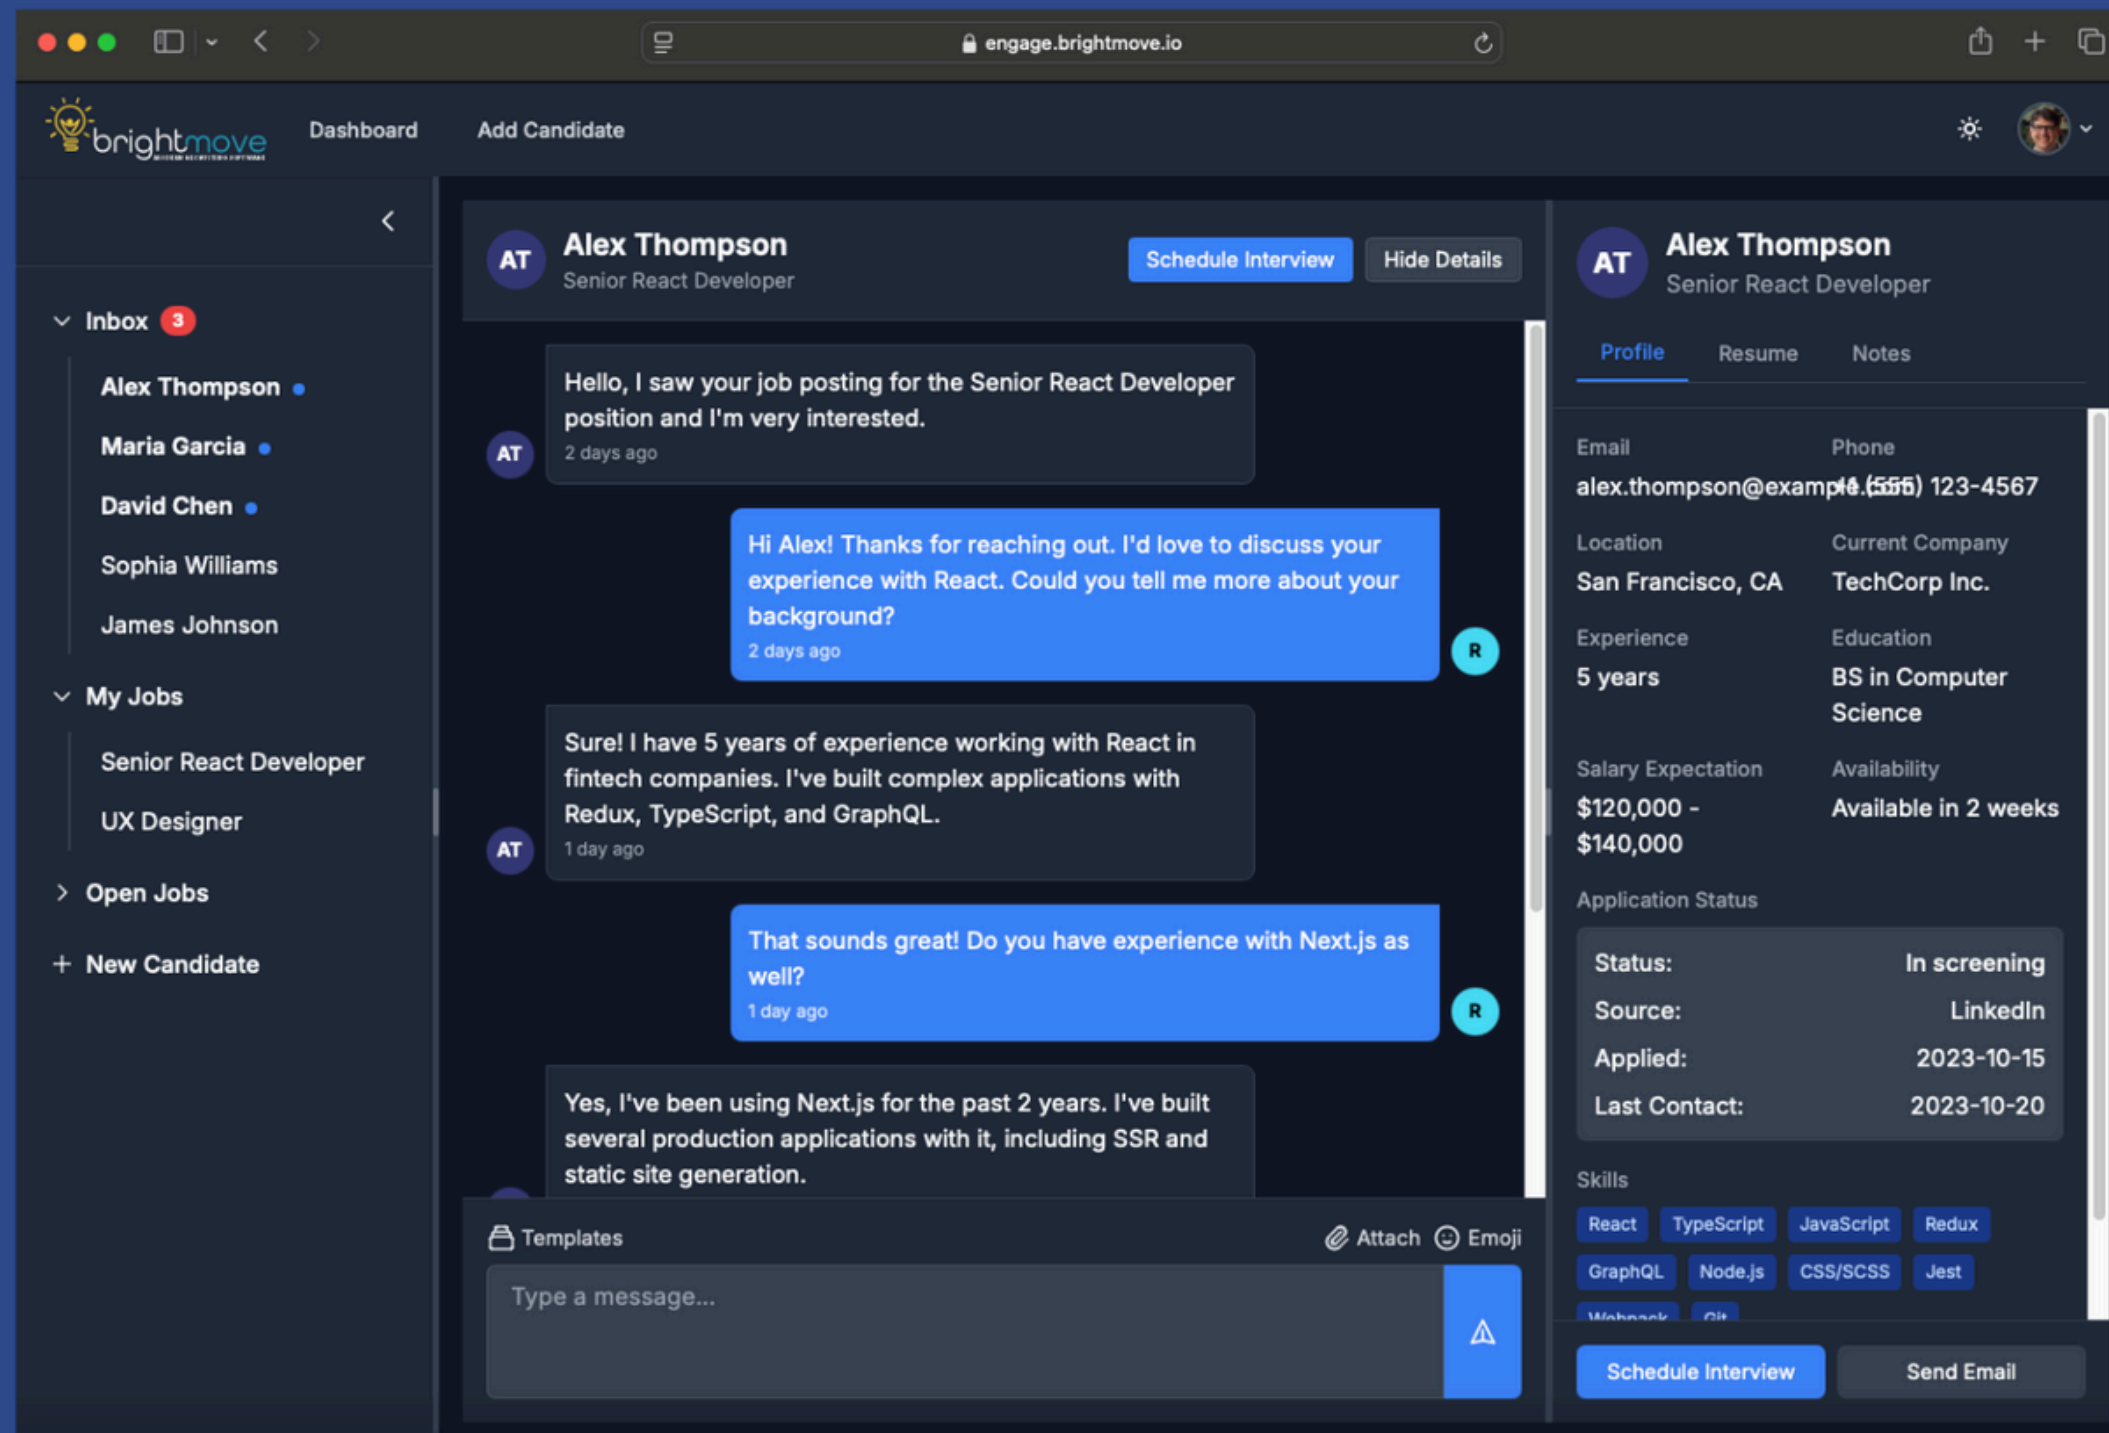 engage.brightmove.io
brightmove
Dashboard
Add Candidate
Inbox 3
Alex Thompson
Maria Garcia
David Chen
Sophia Williams
James Johnson
My Jobs
Senior React Developer
UX Designer
Open Jobs
+ New Candidate
AT
Alex Thompson
Senior React Developer
Schedule Interview
Hide Details
Hello, I saw your job posting for the Senior React Developer
position and I'm very interested.
2 days ago
AT
Hi Alex! Thanks for reaching out. I'd love to discuss your
experience with React. Could you tell me more about your
background?
2 days ago
R
Sure! I have 5 years of experience working with React in
fintech companies. I've built complex applications with
Redux, TypeScript, and GraphQL.
1 day ago
AT
That sounds great! Do you have experience with Next.js as
well?
1 day ago
R
Yes, I've been using Next.js for the past 2 years. I've built
several production applications with it, including SSR and
static site generation.
Templates
Attach
Emoji
Type a message...
AT
Alex Thompson
Senior React Developer
Profile
Resume
Notes
Email
alex.thompson@example.com
Phone
+1 (555) 123-4567
Location
San Francisco, CA
Current Company
TechCorp Inc.
Experience
5 years
Education
BS in Computer
Science
Salary Expectation
$120,000 -
$140,000
Availability
Available in 2 weeks
Application Status
Status: In screening
Source: LinkedIn
Applied: 2023-10-15
Last Contact: 2023-10-20
Skills
React TypeScript JavaScript Redux
GraphQL Node.js CSS/SCSS Jest
Webpack Git
Schedule Interview
Send Email